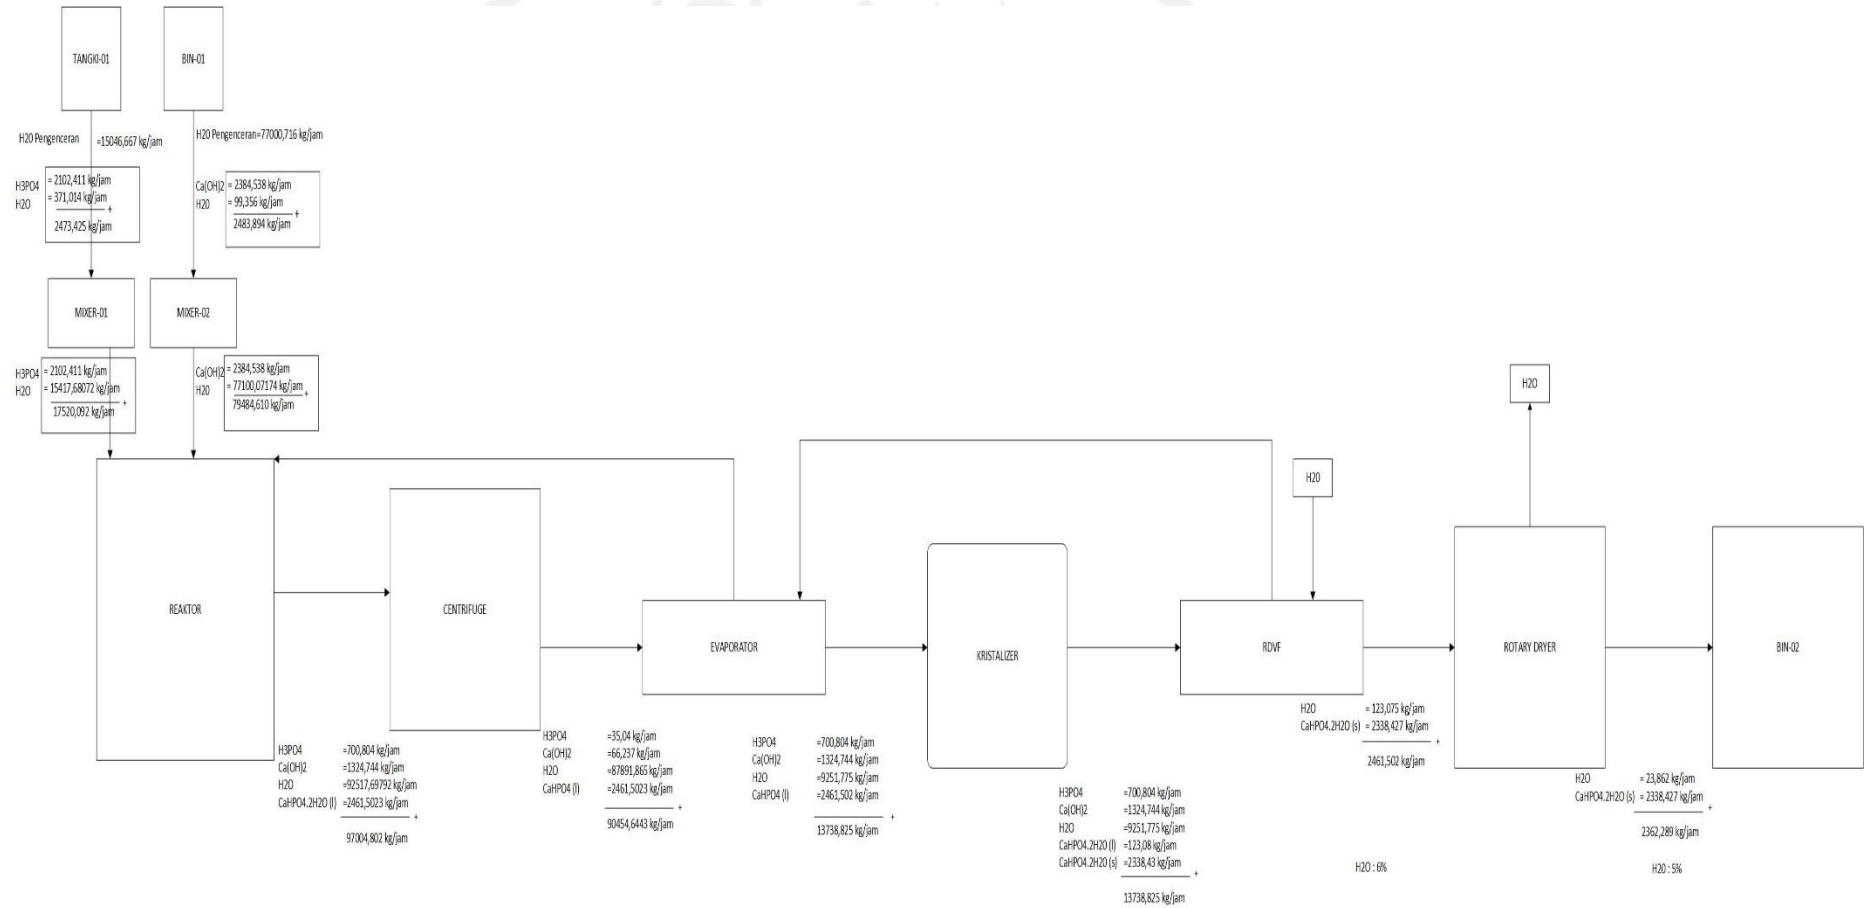 TANGKI-01
BIN-01
H2O Pengenceran =15046,667 kg/jam
H2O Pengenceran=77000,716 kg/jam
H3PO4 = 2102,411 kg/jam
H2O = 371,014 kg/jam
+
2473,425 kg/jam
Ca(OH)2 = 2384,538 kg/jam
H2O = 99,356 kg/jam
+
2483,894 kg/jam
MIXER-01
MIXER-02
H3PO4 = 2102,411 kg/jam
H2O = 15417,68072 kg/jam
+
17520,092 kg/jam
Ca(OH)2 = 2384,538 kg/jam
H2O = 77100,07174 kg/jam
+
79484,610 kg/jam
H2O
H2O
REAKTOR
CENTRIFUGE
EVAPORATOR
KRISTALIZER
RDVF
ROTARY DRYER
BIN-02
H3PO4 =700,804 kg/jam
Ca(OH)2 =1324,744 kg/jam
H2O =92517,69792 kg/jam
CaHPO4.2H2O (l) =2461,5023 kg/jam
+
97004,802 kg/jam
H3PO4 =35,04 kg/jam
Ca(OH)2 =66,237 kg/jam
H2O =87891,865 kg/jam
CaHPO4 (l) =2461,5023 kg/jam
+
90454,6443 kg/jam
H3PO4 =700,804 kg/jam
Ca(OH)2 =1324,744 kg/jam
H2O =9251,775 kg/jam
CaHPO4 (l) =2461,502 kg/jam
+
13738,825 kg/jam
H3PO4 =700,804 kg/jam
Ca(OH)2 =1324,744 kg/jam
H2O =9251,775 kg/jam
CaHPO4.2H2O (l) =123,08 kg/jam
CaHPO4.2H2O (s) =2338,43 kg/jam
+
13738,825 kg/jam
H2O = 123,075 kg/jam
CaHPO4.2H2O (s) = 2338,427 kg/jam
+
2461,502 kg/jam
H2O : 6%
H2O = 23,862 kg/jam
CaHPO4.2H2O (s) = 2338,427 kg/jam
+
2362,289 kg/jam
H2O : 5%